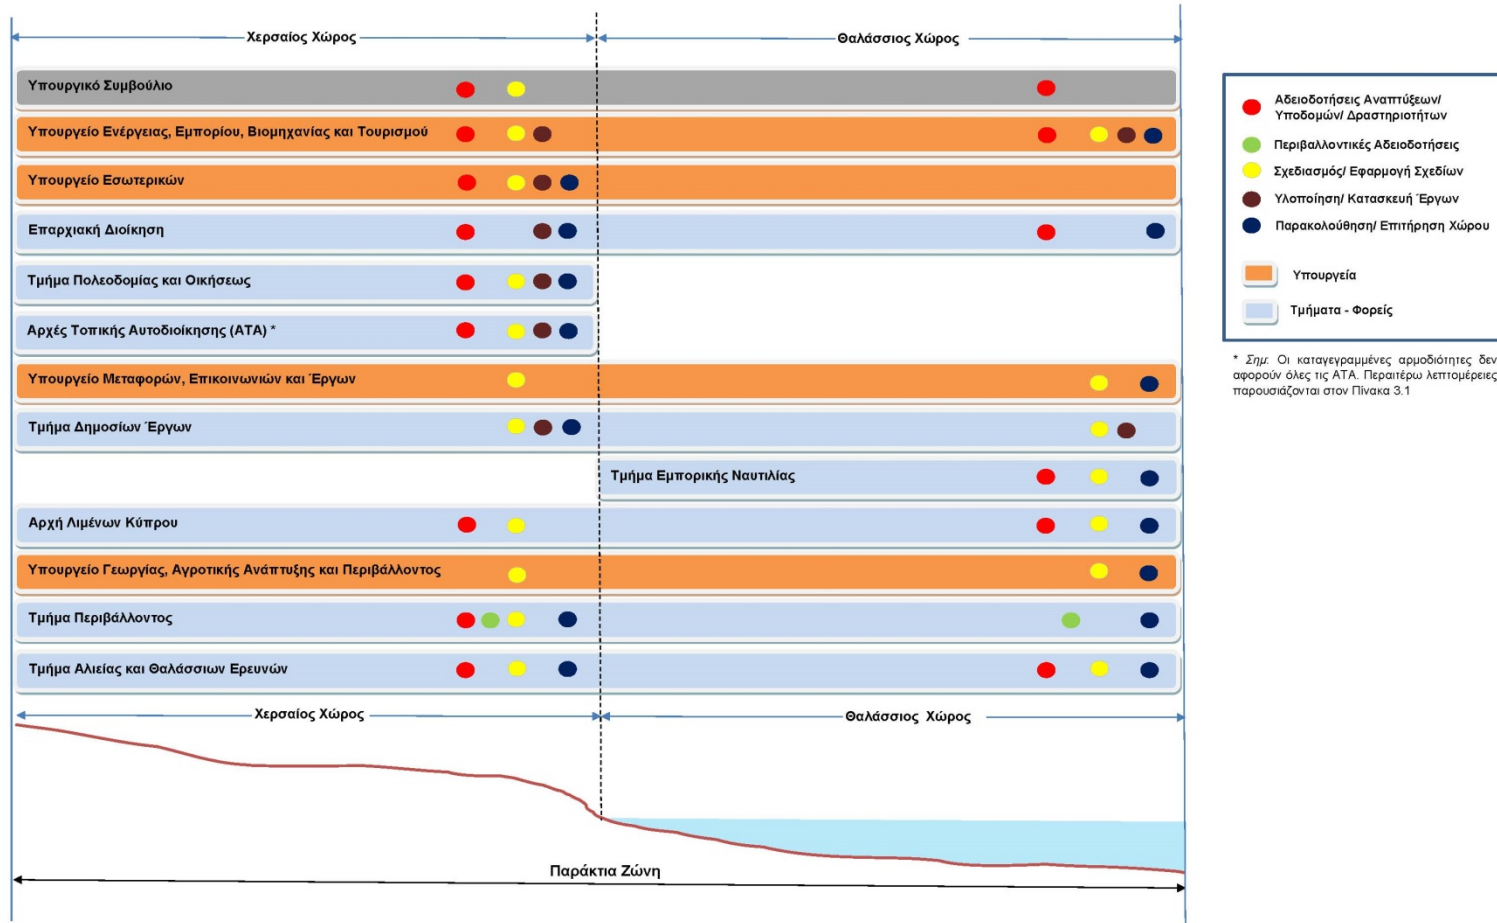 Χερσαίος Χώρος
Θαλάσσιος Χώρος
Υπουργικό Συμβούλιο
Υπουργείο Ενέργειας, Εμπορίου, Βιομηχανίας και Τουρισμού
Υπουργείο Εσωτερικών
Επαρχιακή Διοίκηση
Τμήμα Πολεοδομίας και Οικήσεως
Αρχές Τοπικής Αυτοδιοίκησης (ΑΤΑ) *
Υπουργείο Μεταφορών, Επικοινωνιών και Έργων
Τμήμα Δημοσίων Έργων
Τμήμα Εμπορικής Ναυτιλίας
Αρχή Λιμένων Κύπρου
Υπουργείο Γεωργίας, Αγροτικής Ανάπτυξης και Περιβάλλοντος
Τμήμα Περιβάλλοντος
Τμήμα Αλιείας και Θαλάσσιων Ερευνών
Χερσαίος Χώρος
Θαλάσσιος Χώρος
Παράκτια Ζώνη
Αδειοδοτήσεις Αναπτύξεων/
Υποδομών/ Δραστηριοτήτων
Περιβαλλοντικές Αδειοδοτήσεις
Σχεδιασμός/ Εφαρμογή Σχεδίων
Υλοποίηση/ Κατασκευή Έργων
Παρακολούθηση/ Επιτήρηση Χώρου
Υπουργεία
Τμήματα - Φορείς
* Σημ: Οι καταγεγραμμένες αρμοδιότητες δεν
αφορούν όλες τις ΑΤΑ. Περαιτέρω λεπτομέρειες
παρουσιάζονται στον Πίνακα 3.1